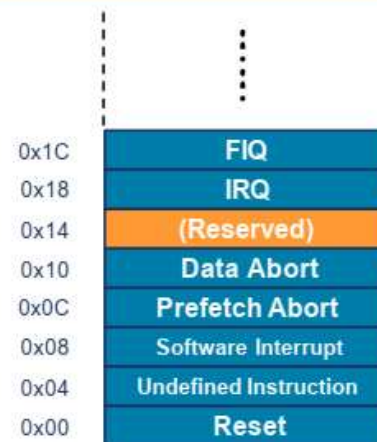 0x1C FIQ
0x18 IRQ
0x14 (Reserved)
0x10 Data Abort
0x0C Prefetch Abort
0x08 Software Interrupt
0x04 Undefined Instruction
0x00 Reset